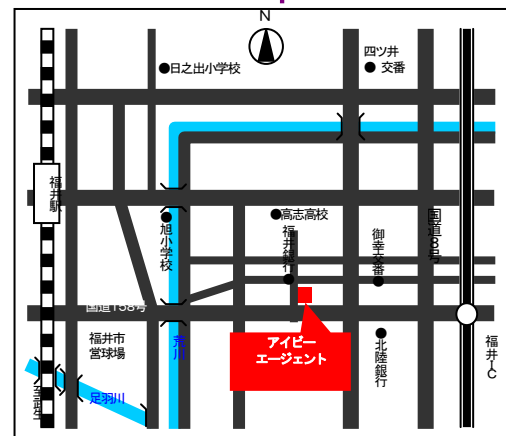 N
四ツ井
交番
日之出小学校
福井駅
高志高校
旭小学校
福井銀行
御幸交番
国道8号
国道158号
アイビー
エージェント
福井市
営球場
荒川
北陸銀行
福井IC
足羽川
至武生